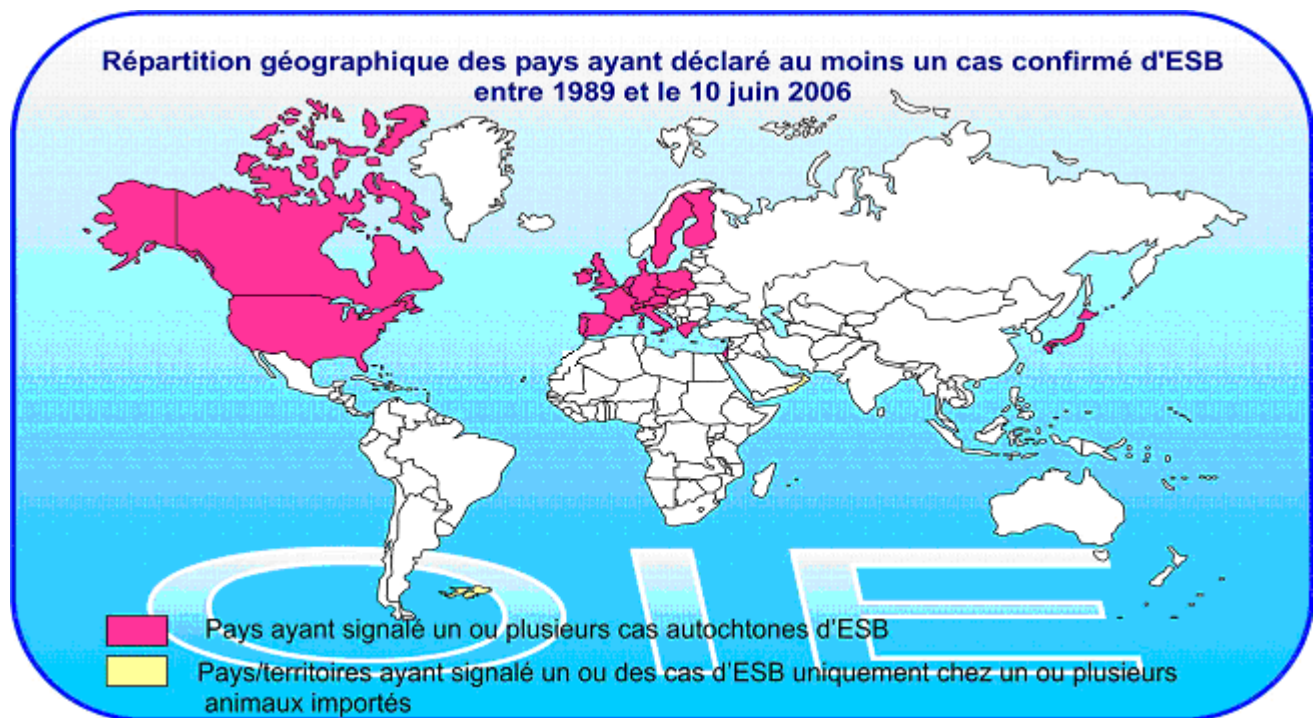 Répartition géographique des pays ayant déclaré au moins un cas confirmé d'ESB
entre 1989 et le 10 juin 2006
OIE
Pays ayant signalé un ou plusieurs cas autochtones d'ESB
Pays/territoires ayant signalé un ou des cas d'ESB uniquement chez un ou plusieurs
animaux importés